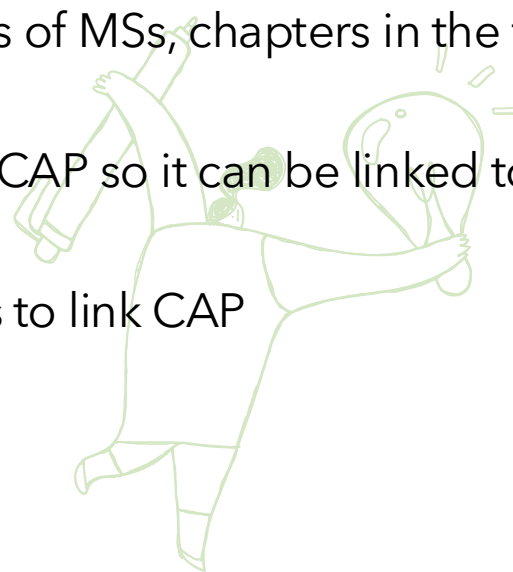 s of MSs, chapters in the
CAP so it can be linked to
s to link CAP